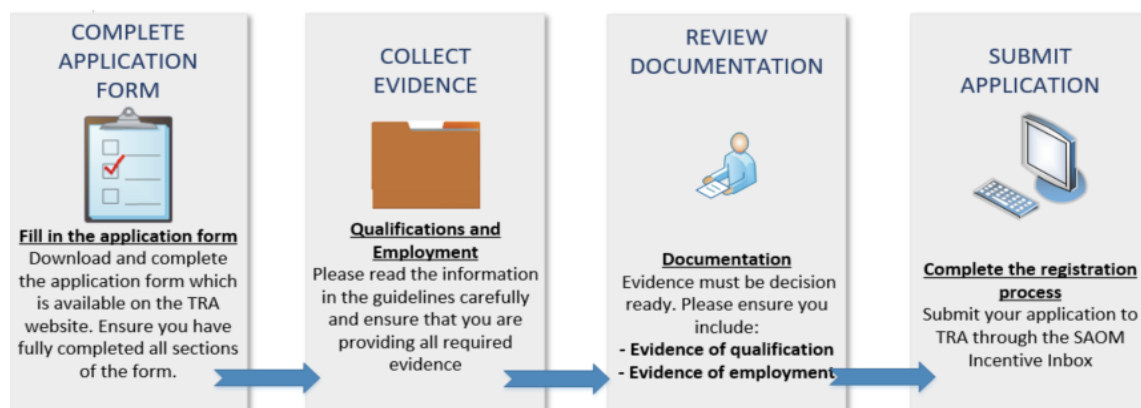 COMPLETE
APPLICATION
FORM
Fill in the application form
Download and complete
the application form which
is available on the TRA
website. Ensure you have
fully completed all sections
of the form.
COLLECT
EVIDENCE
Qualifications and
Employment
Please read the information
in the guidelines carefully
and ensure that you are
providing all required
evidence
REVIEW
DOCUMENTATION
Documentation
Evidence must be decision
ready. Please ensure you
include:
- Evidence of qualification
- Evidence of employment
SUBMIT
APPLICATION
Complete the registration
process
Submit your application to
TRA through the SAOM
Incentive Inbox